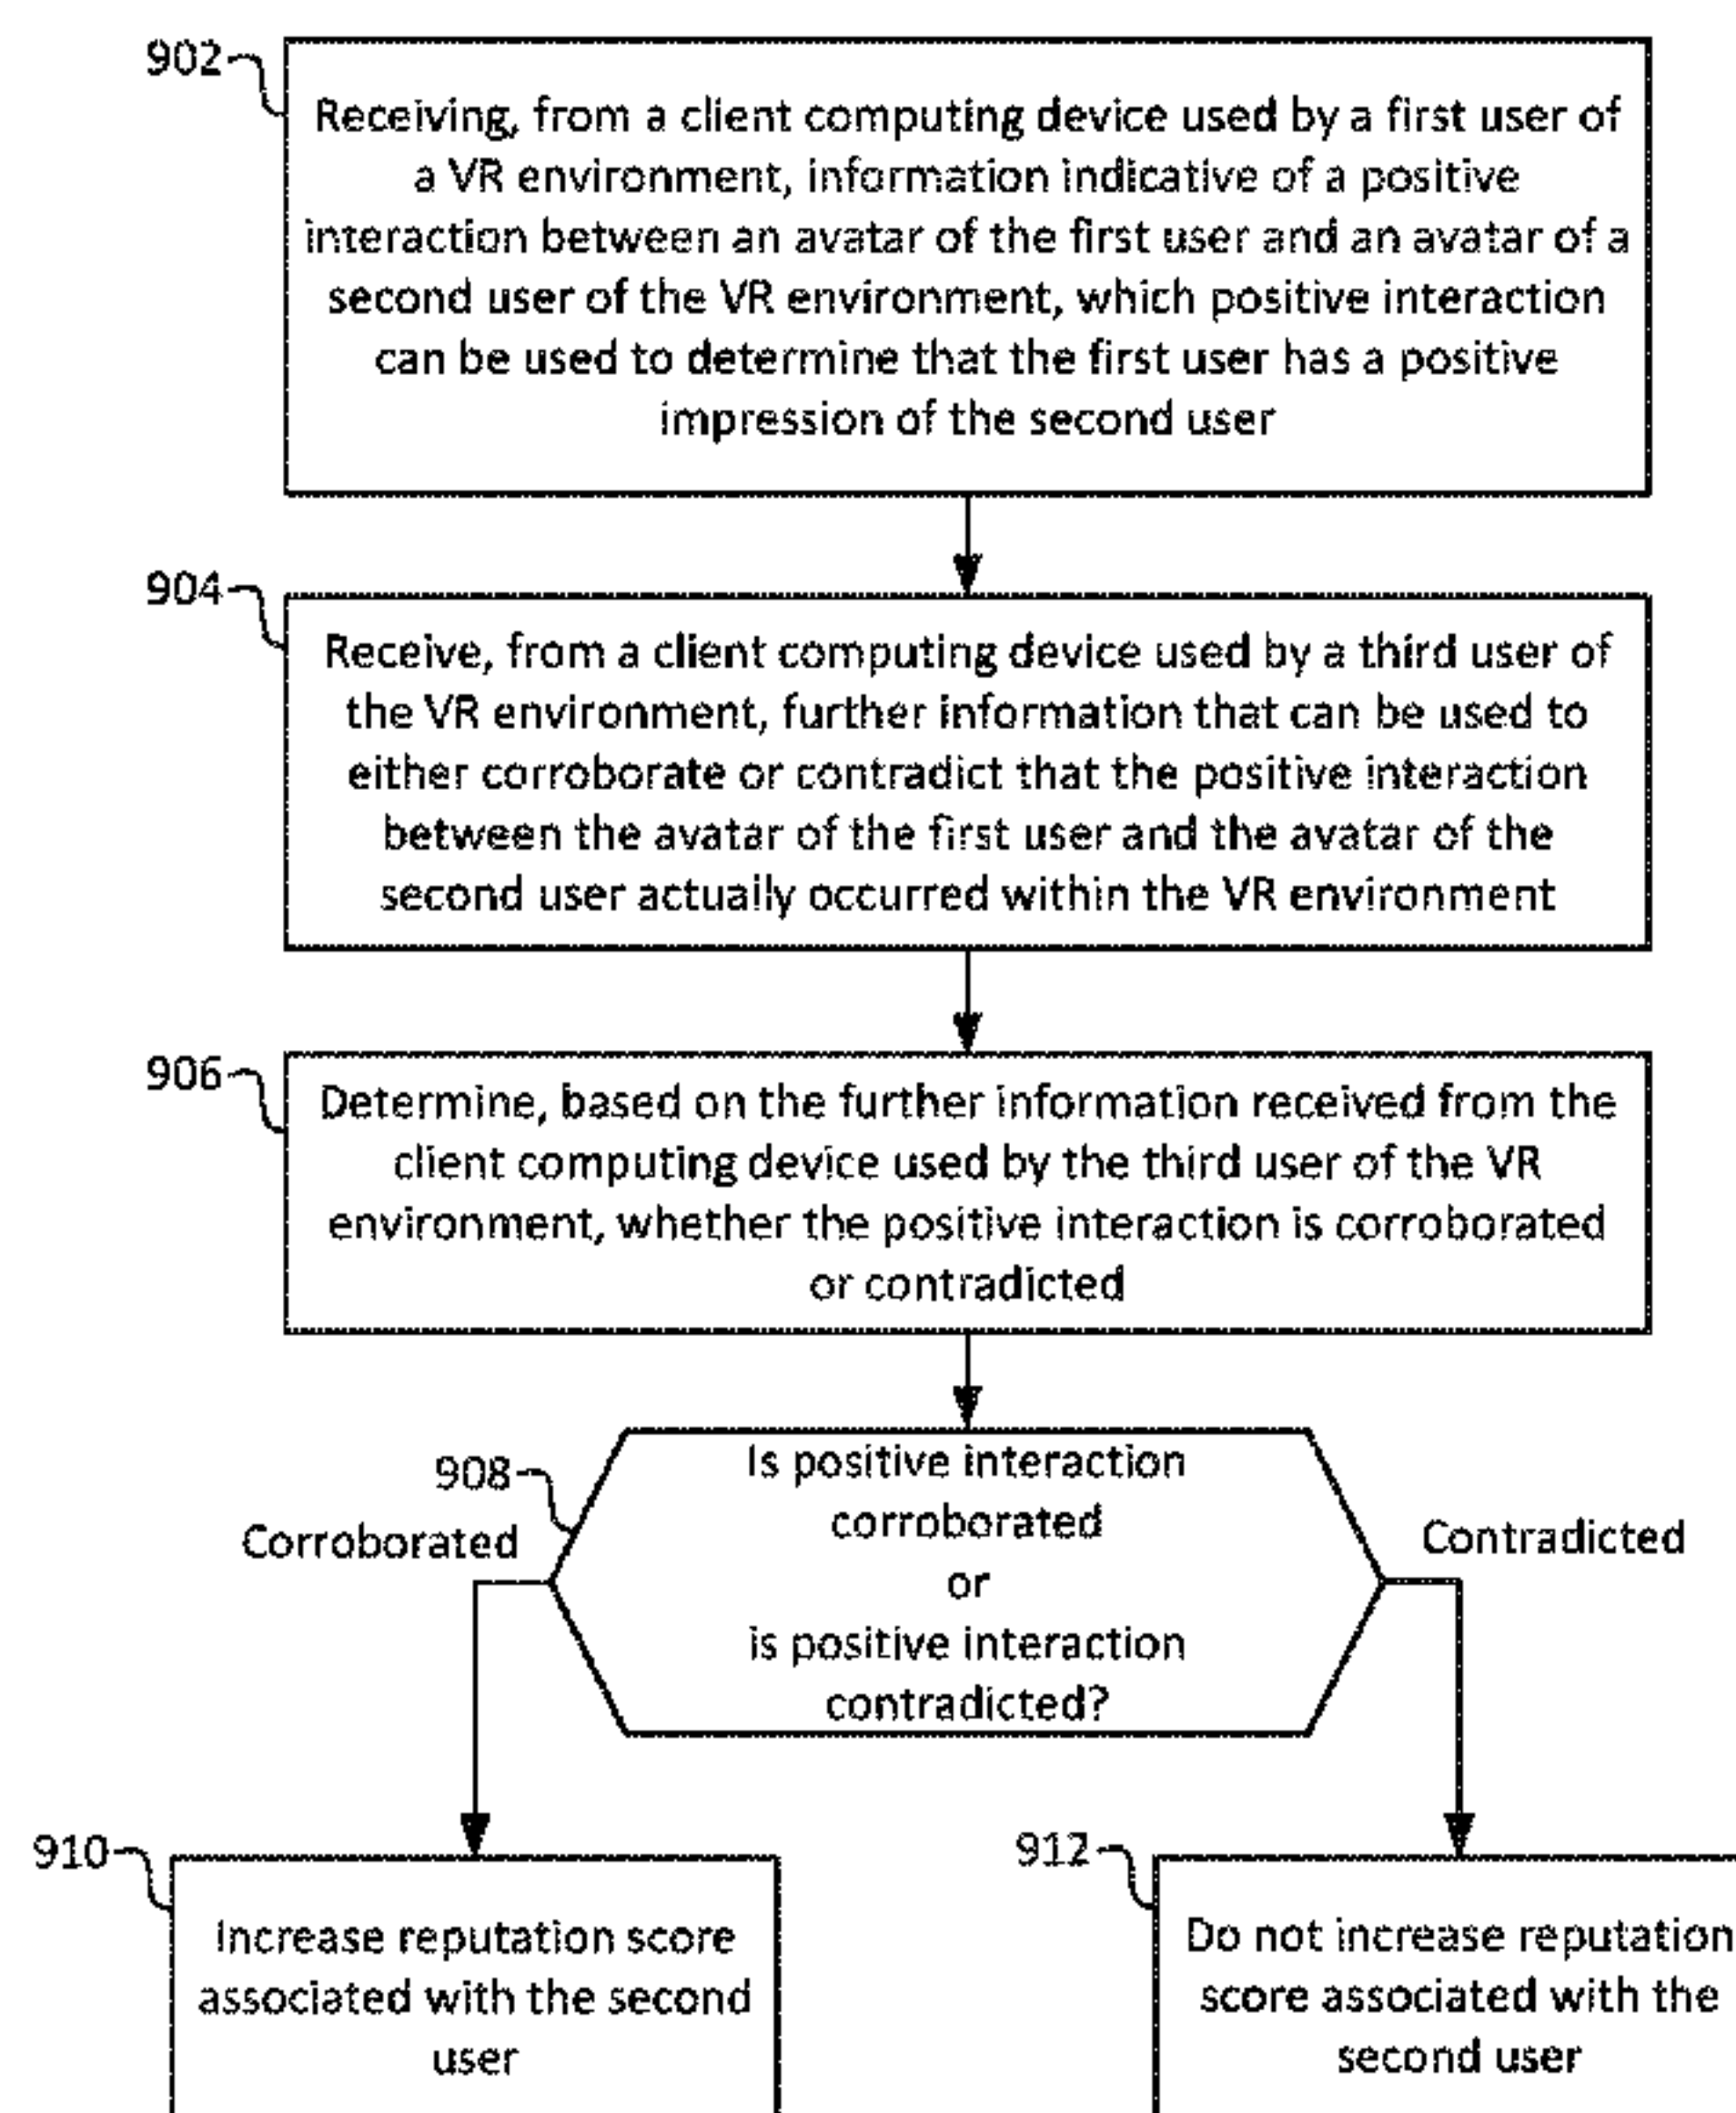 902
Receiving, from a client computing device used by a first user of
a VR environment, information indicative of a positive
interaction between an avatar of the first user and an avatar of a
second user of the VR environment, which positive interaction
can be used to determine that the first user has a positive
impression of the second user
904
Receive, from a client computing device used by a third user of
the VR environment, further information that can be used to
either corroborate or contradict that the positive interaction
between the avatar of the first user and the avatar of the
second user actually occurred within the VR environment
906
Determine, based on the further information received from the
client computing device used by the third user of the VR
environment, whether the positive interaction is corroborated
or contradicted
908
Is positive interaction
corroborated
or
is positive interaction
contradicted?
Corroborated
Contradicted
910
Increase reputation score
associated with the second
user
912
Do not increase reputation
score associated with the
second user